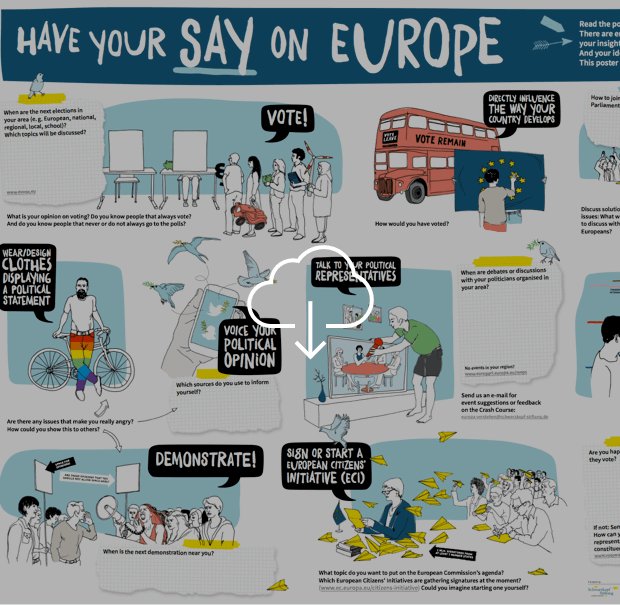 HAVE YOUR SAY ON EUROPE
Read the po
There are
your insight
And your id
This poster
When are the next elections in
your area (e.g. European, national,
regional, local, school)?
Which topics will be discussed?
VOTE!
What is your opinion on voting? Do you know people that always vote?
And do you know people that never or do not always go to the polls?
DIRECTLY INFLUENCE
THE WAY YOUR
COUNTRY DEVELOPS
VOTE
LEAVE
VOTE REMAIN
How would you have voted?
How to join
Parliament
Discuss solutio
issues: What w
to discuss with
Europeans?
WEAR/DESIGN
CLOTHES
DISPLAYING
A POLITICAL
STATEMENT
Are there any issues that make you really angry?
How could you show this to others?
VOICE YOUR
POLITICAL
OPINION
Which sources do you use to inform
yourself?
TALK TO YOUR POLITICAL
REPRESENTATIVES
When are debates or discussions
with your politicians organised in
your area?
No events in your region?
Send us an e-mail for
event suggestions or feedback
on the Crash Course:
DEMONSTRATE!
When is the next demonstration near you?
SIGN OR START A
EUROPEAN CITIZENS'
INITIATIVE (ECI)
What topic do you want to put on the European Commission's agenda?
Which European Citizens' Initiatives are gathering signatures at the moment?
(www.ec.europa.eu/citizens-initiative) Could you imagine starting one yourself?
Are you hap
they vote?
If not: Sen
How can y
represent
constitue